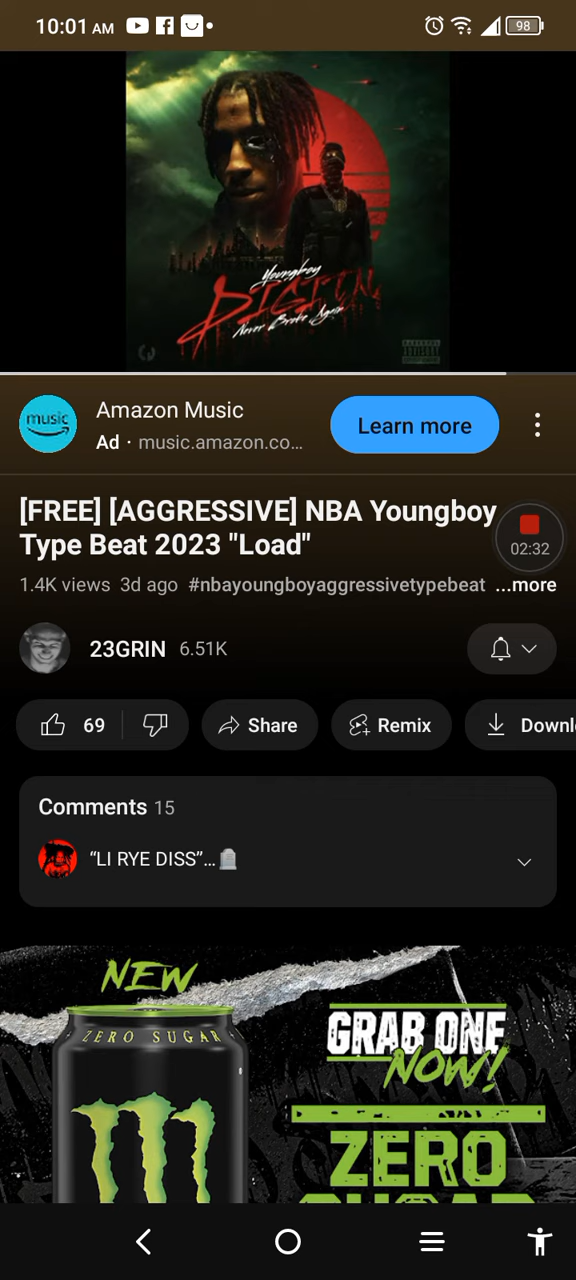 10:01 AM
98
Youngboy
DIGITAL
Never Broke Again
music
Amazon Music
Learn more
Ad · music.amazon.co...
[FREE] [AGGRESSIVE] NBA Youngboy
Type Beat 2023 "Load"
02:32
1.4K views 3d ago #nbayoungboyaggressivetypebeat ...more
23GRIN 6.51K
69
Share
Remix
Downl
Comments 15
“LI RYE DISS”...🪦
NEW
ZERO SUGAR
GRAB ONE
NOW!
ZERO
SUGAR